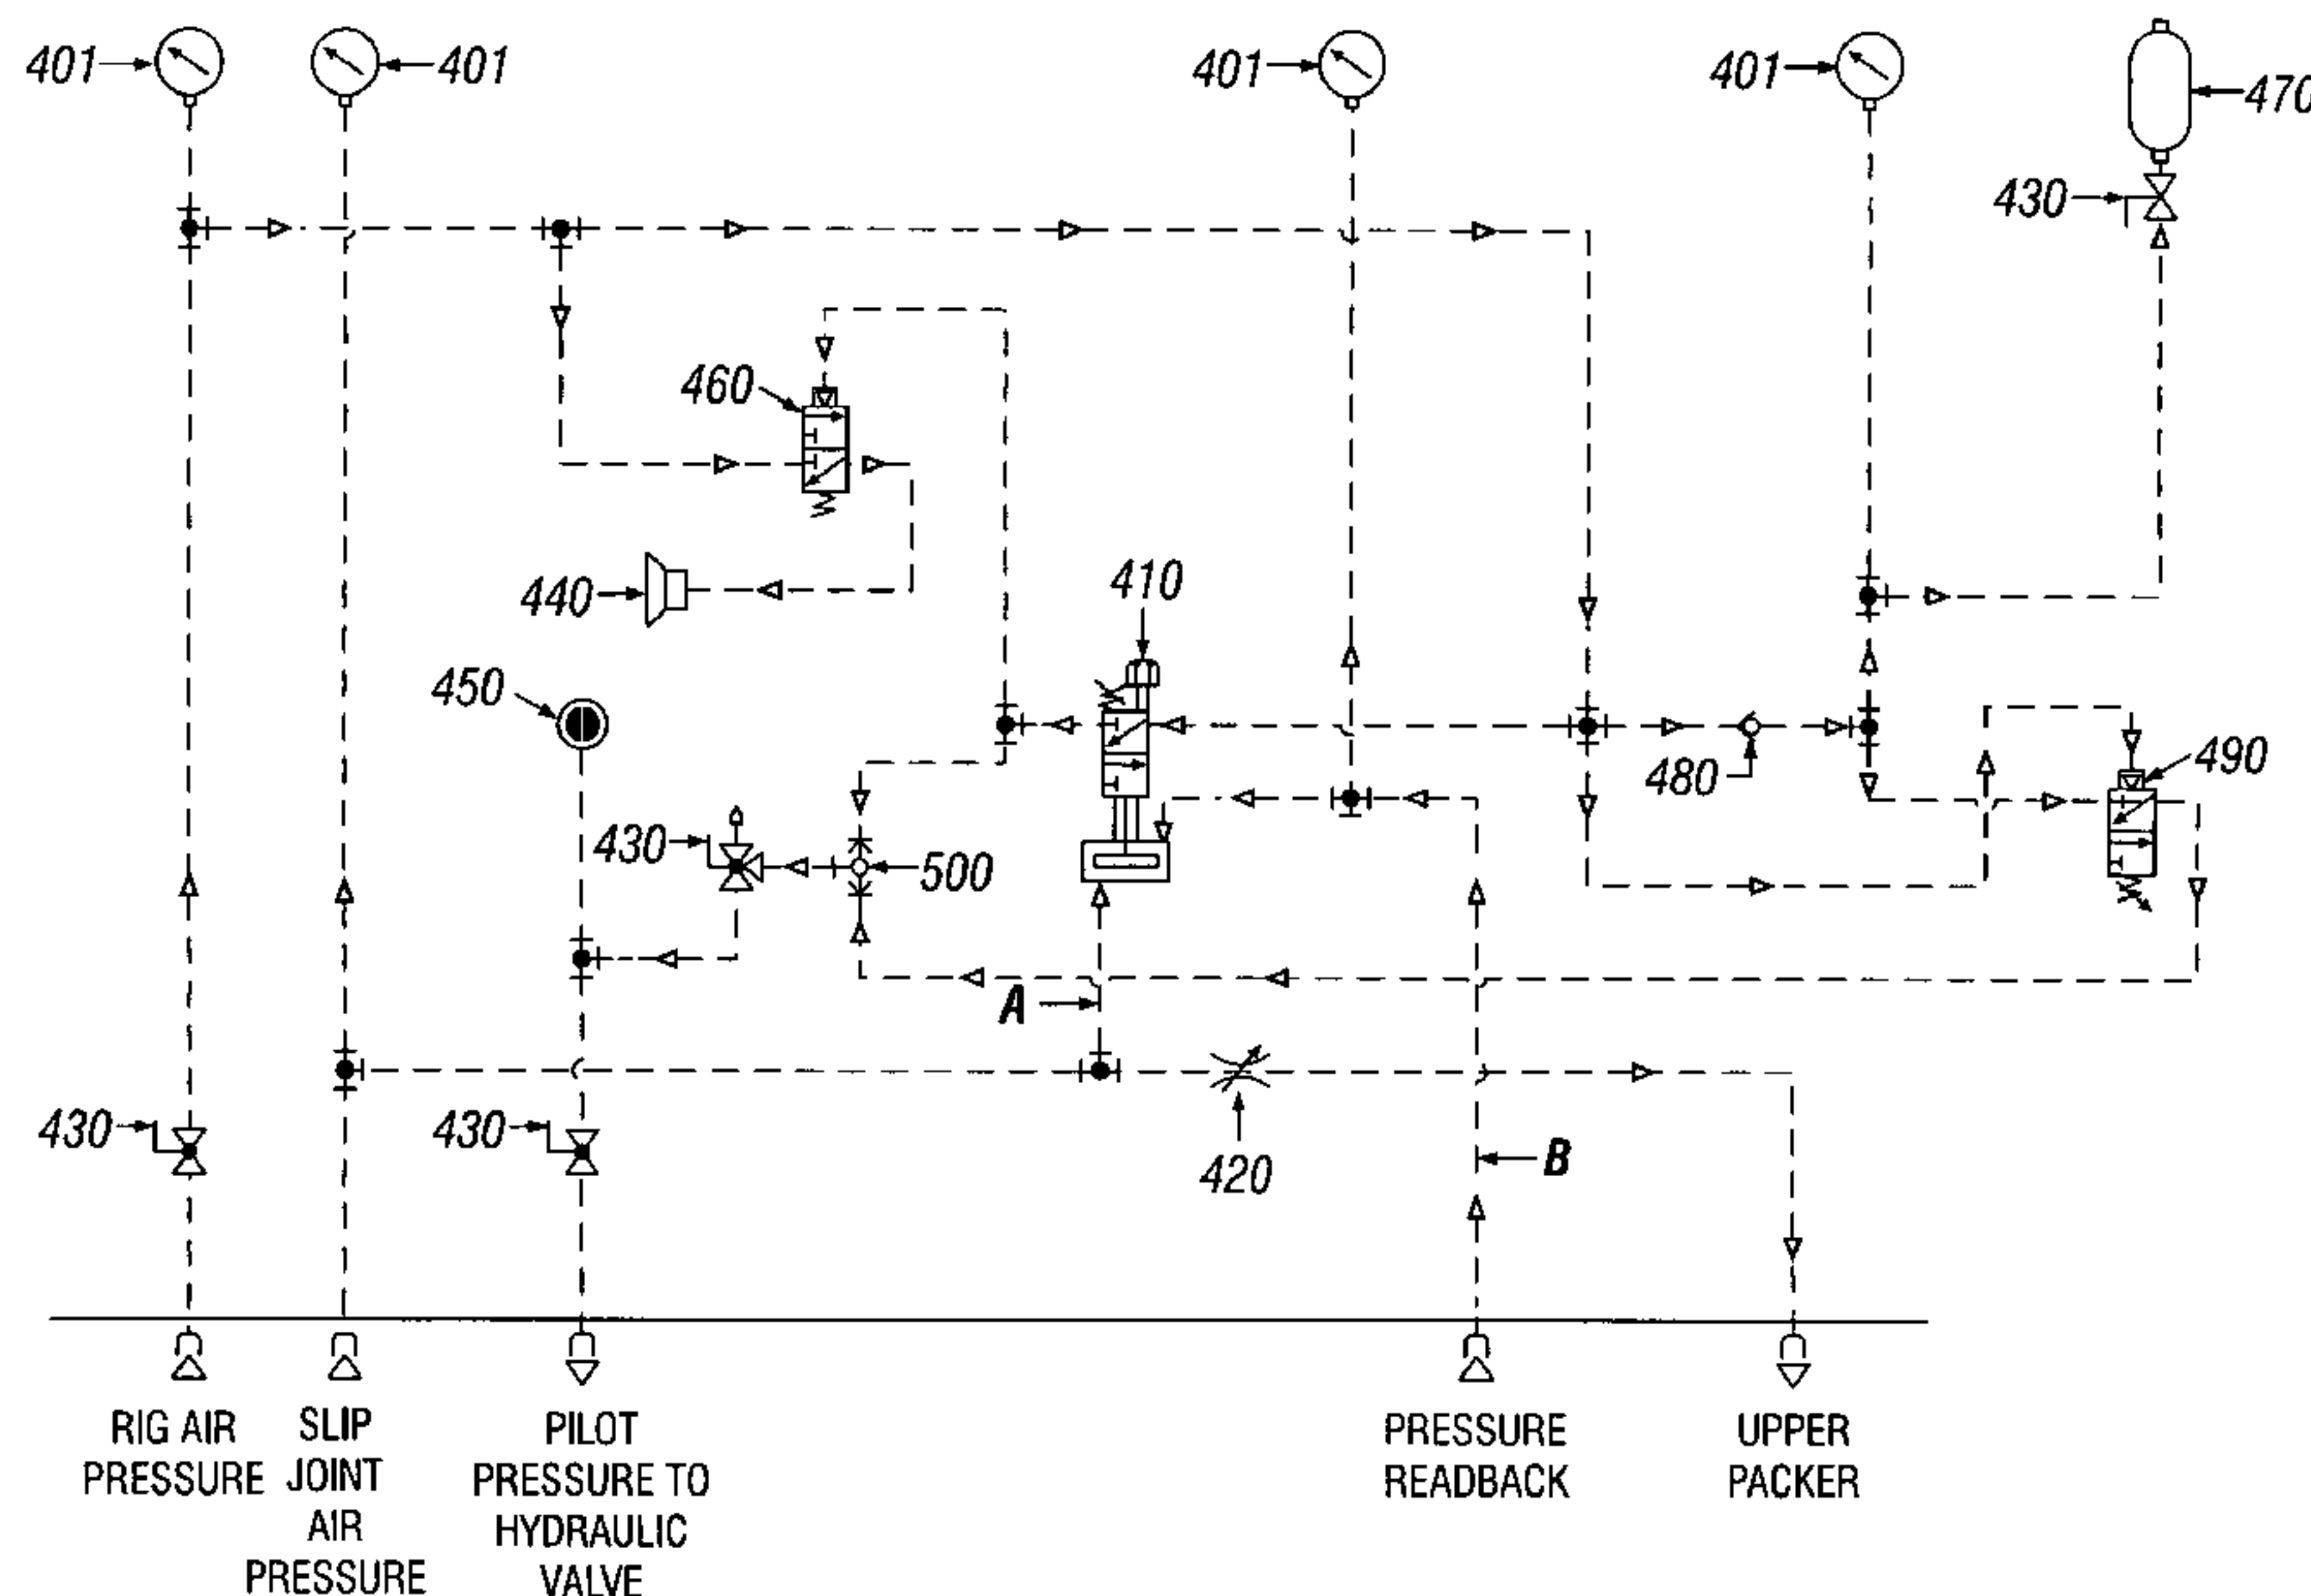 401
401
401
401
470
430
460
440
410
450
480
490
430
500
A
430
430
420
B
RIG AIR
PRESSURE
SLIP
JOINT
AIR
PRESSURE
PILOT
PRESSURE TO
HYDRAULIC
VALVE
PRESSURE
READBACK
UPPER
PACKER